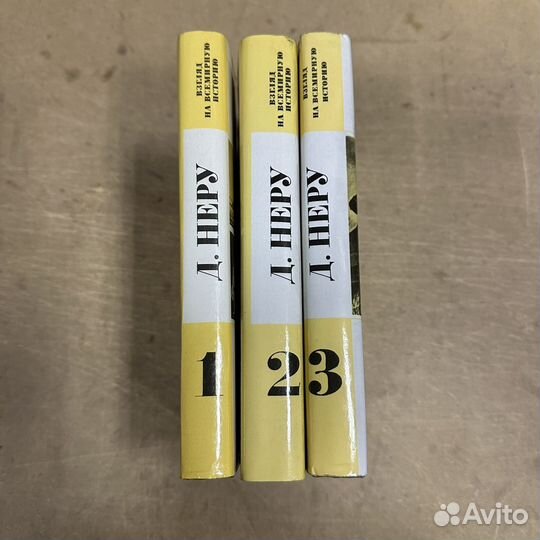 ВЗГЛЯД
НА ВСЕМИРНУЮ
ИСТОРИЮ
Д. НЕРУ
1
ВЗГЛЯД
НА ВСЕМИРНУЮ
ИСТОРИЮ
Д. НЕРУ
2
ВЗГЛЯД
НА ВСЕМИРНУЮ
ИСТОРИЮ
Д. НЕРУ
3
Avito